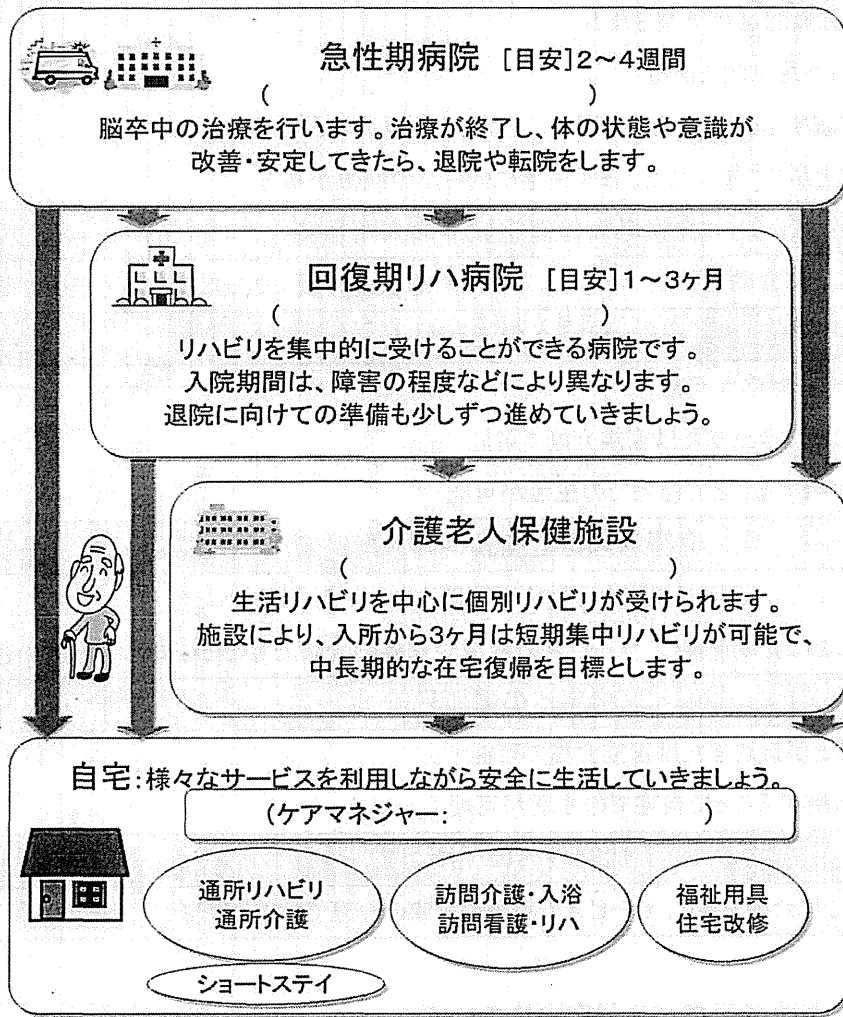 急性期病院 [目安]2～4週間
( )
脳卒中の治療を行います。治療が終了し、体の状態や意識が
改善・安定してきたら、退院や転院をします。
回復期リハ病院 [目安]1～3ヶ月
( )
リハビリを集中的に受けることができる病院です。
入院期間は、障害の程度などにより異なります。
退院に向けての準備も少しずつ進めていきましょう。
介護老人保健施設
( )
生活リハビリを中心に個別リハビリが受けられます。
施設により、入所から3ヶ月は短期集中リハビリが可能で、
中長期的な在宅復帰を目標とします。
自宅:様々なサービスを利用しながら安全に生活していきましょう。
(ケアマネジャー: )
通所リハビリ
通所介護
訪問介護・入浴
訪問看護・リハ
福祉用具
住宅改修
ショートステイ